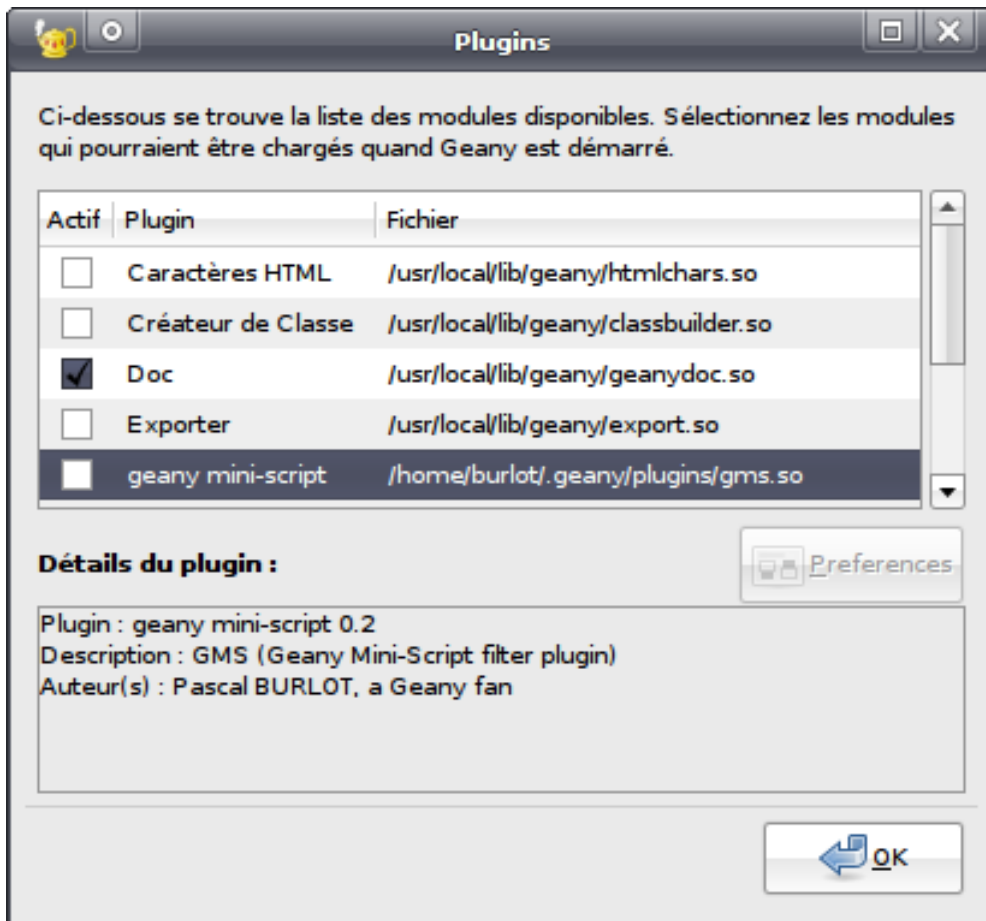 Plugins
Ci-dessous se trouve la liste des modules disponibles. Sélectionnez les modules
qui pourraient être chargés quand Geany est démarré.
Actif Plugin Fichier
Caractères HTML /usr/local/lib/geany/htmlchars.so
Créateur de Classe /usr/local/lib/geany/classbuilder.so
Doc /usr/local/lib/geany/geanydoc.so
Exporter /usr/local/lib/geany/export.so
geany mini-script /home/burlot/.geany/plugins/gms.so
Détails du plugin :
Preferences
Plugin : geany mini-script 0.2
Description : GMS (Geany Mini-Script filter plugin)
Auteur(s) : Pascal BURLOT, a Geany fan
OK